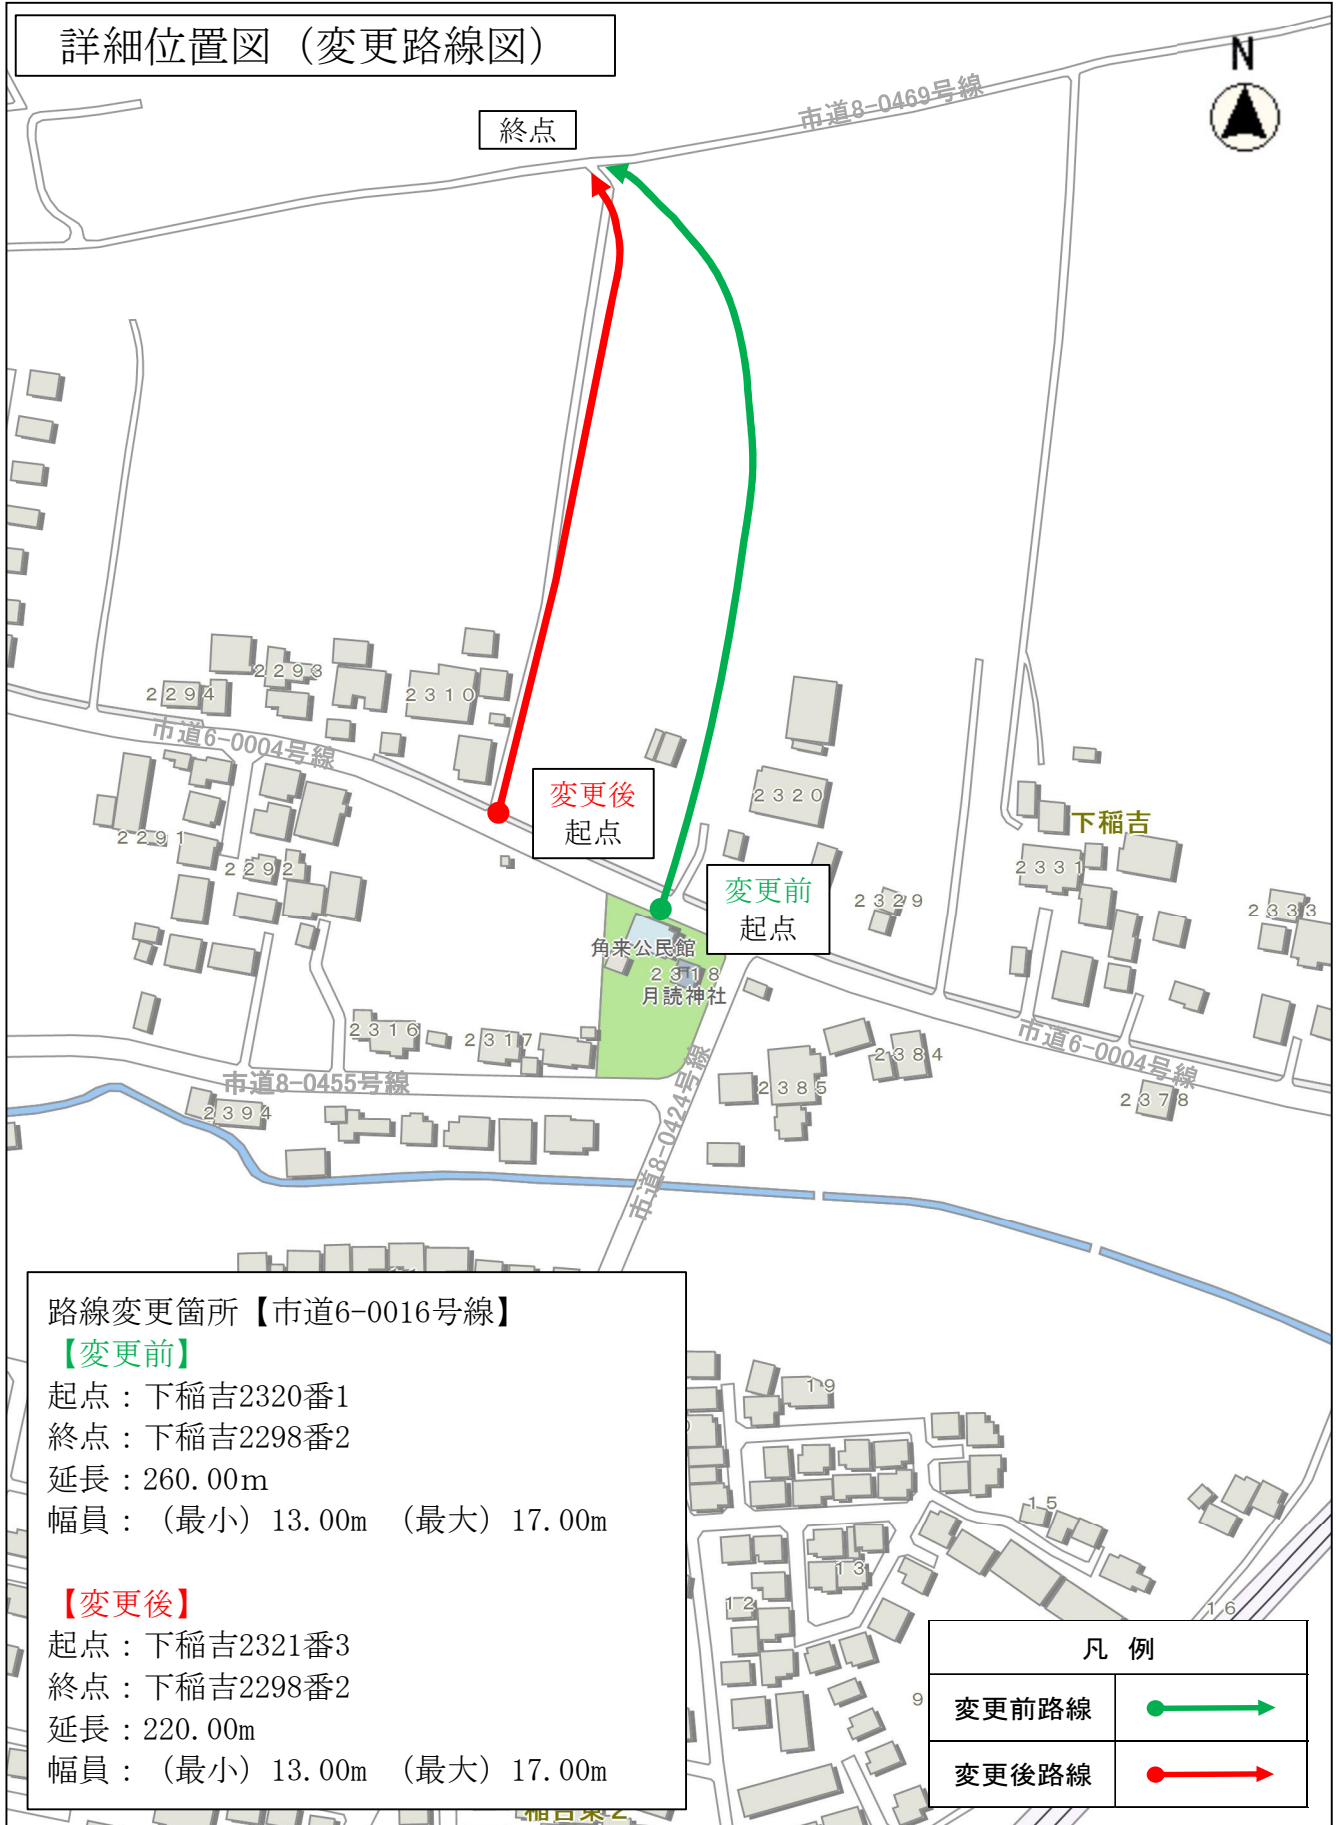 詳細位置図（変更路線図）
N
市道8-0469号線
終点
2293
2294
2310
市道6-0004号線
変更後
起点
2320
下稲吉
2291
2292
2331
変更前
起点
2329
2333
角来公民館
2318
月読神社
2316
2317
市道6-0004号線
2384
市道8-0455号線
2385
2378
2394
市道8-0424号線
路線変更箇所【市道6-0016号線】
【変更前】
起点：下稲吉2320番1
終点：下稲吉2298番2
延長：260.00ｍ
幅員：（最小）13.00m （最大）17.00m
【変更後】
起点：下稲吉2321番3
終点：下稲吉2298番2
延長：220.00m
幅員：（最小）13.00m （最大）17.00m
19
15
13
12
16
9
凡 例
変更前路線
変更後路線